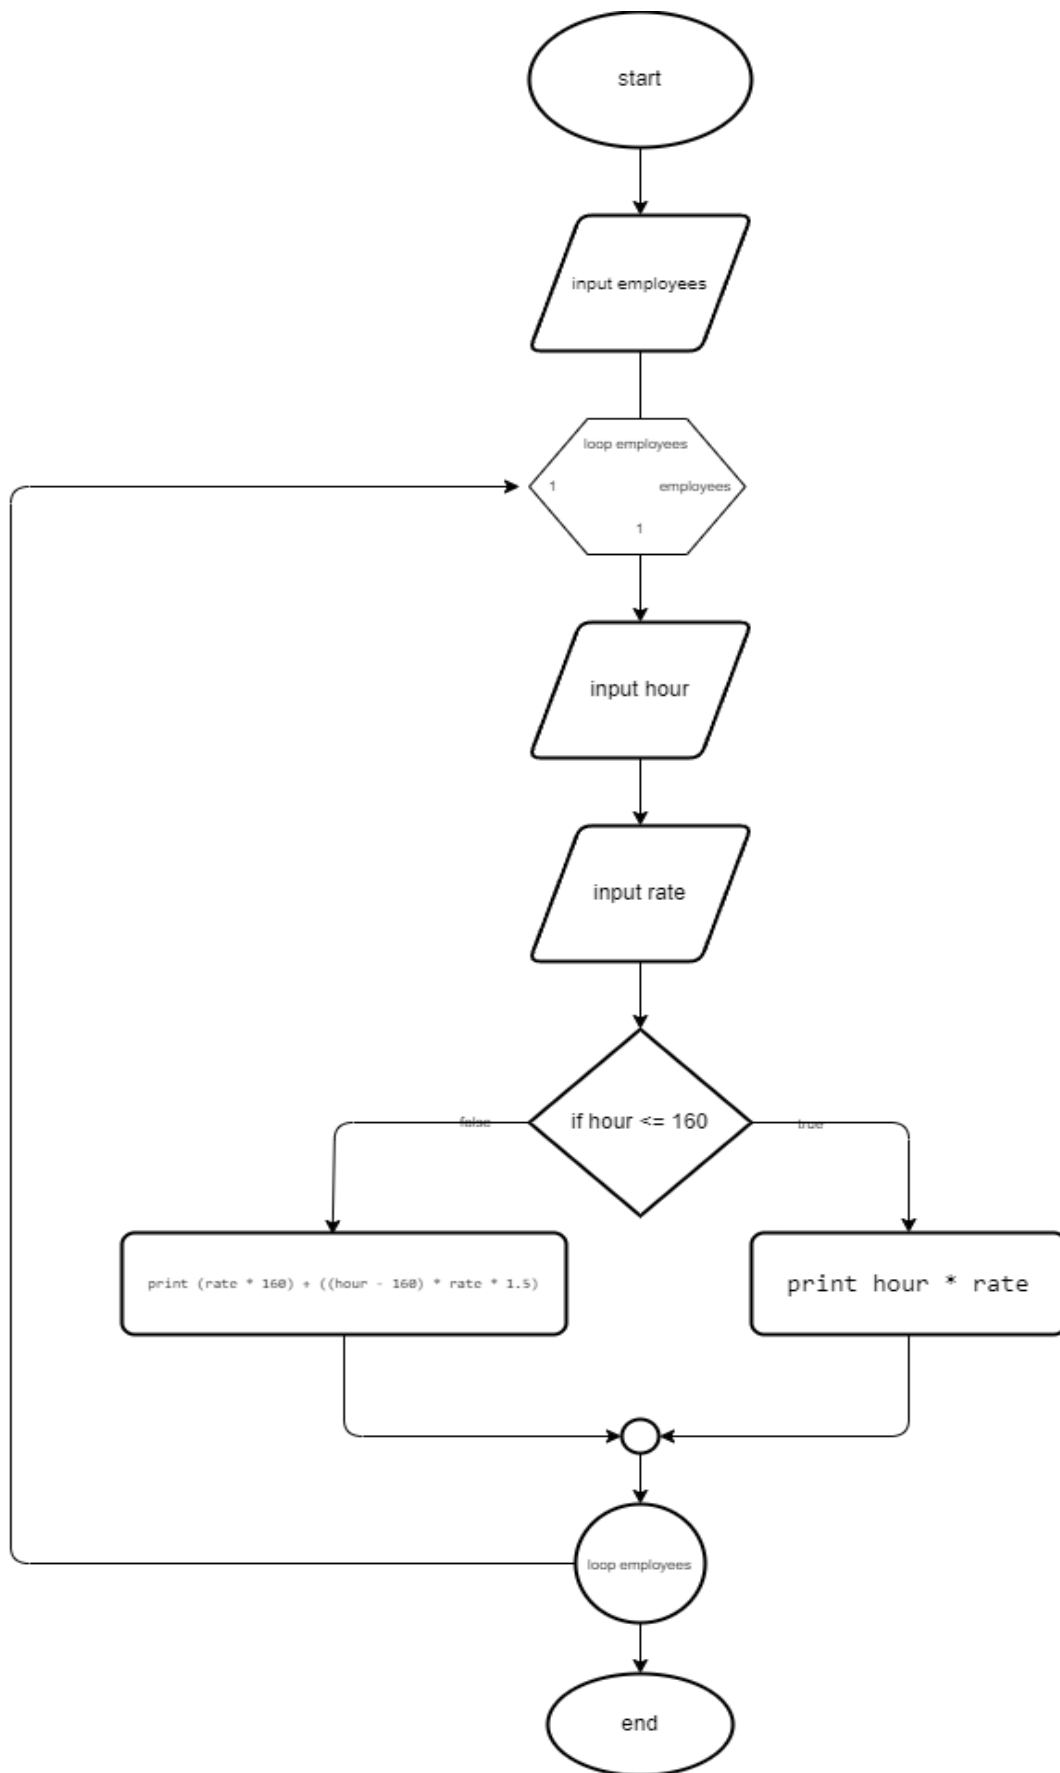 start
input employees
loop employees
1
employees
1
input hour
input rate
if hour <= 160
false
true
print (rate * 160) + ((hour - 160) * rate * 1.5)
print hour * rate
loop employees
end